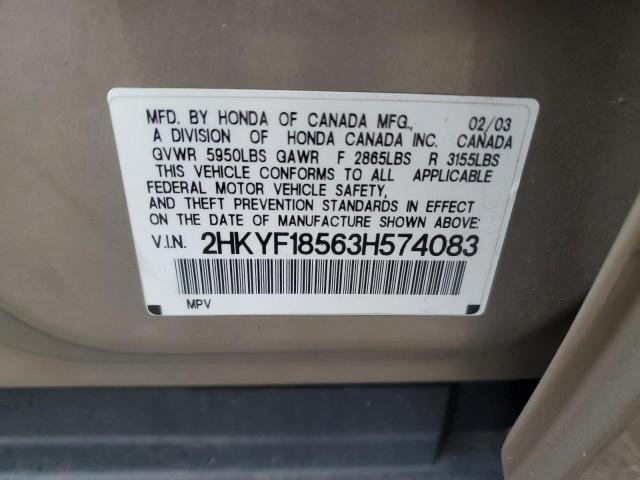 MFD. BY HONDA OF CANADA MFG., 02/03
A DIVISION OF HONDA CANADA INC. CANADA
GVWR 5950LBS GAWR F 2865LBS R 3155LBS
THIS VEHICLE CONFORMS TO ALL APPLICABLE
FEDERAL MOTOR VEHICLE SAFETY,
AND THEFT PREVENTION STANDARDS IN EFFECT
ON THE DATE OF MANUFACTURE SHOWN ABOVE.
V.I.N. 2HKYF18563H574083
MPV